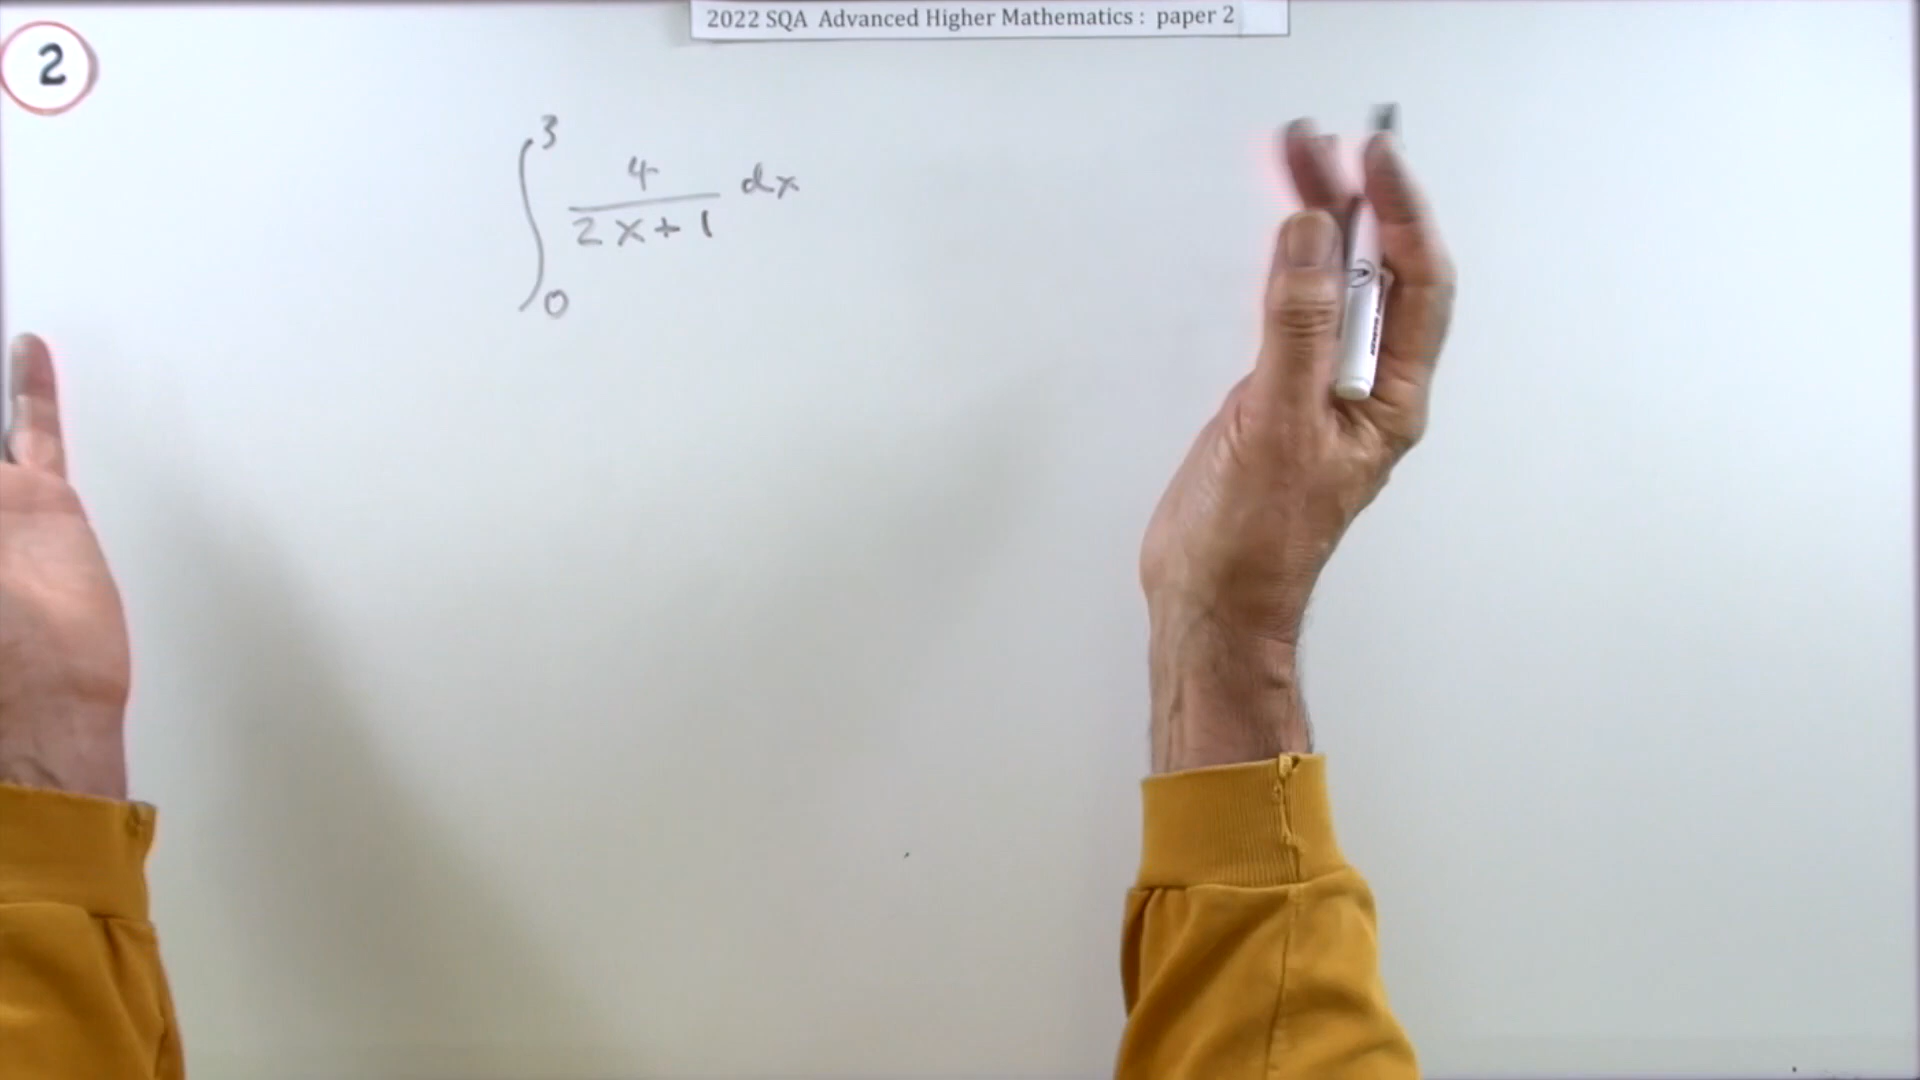 2022 SQA Advanced Higher Mathematics : paper 2
2
∫₀³ 4/(2x+1) dx